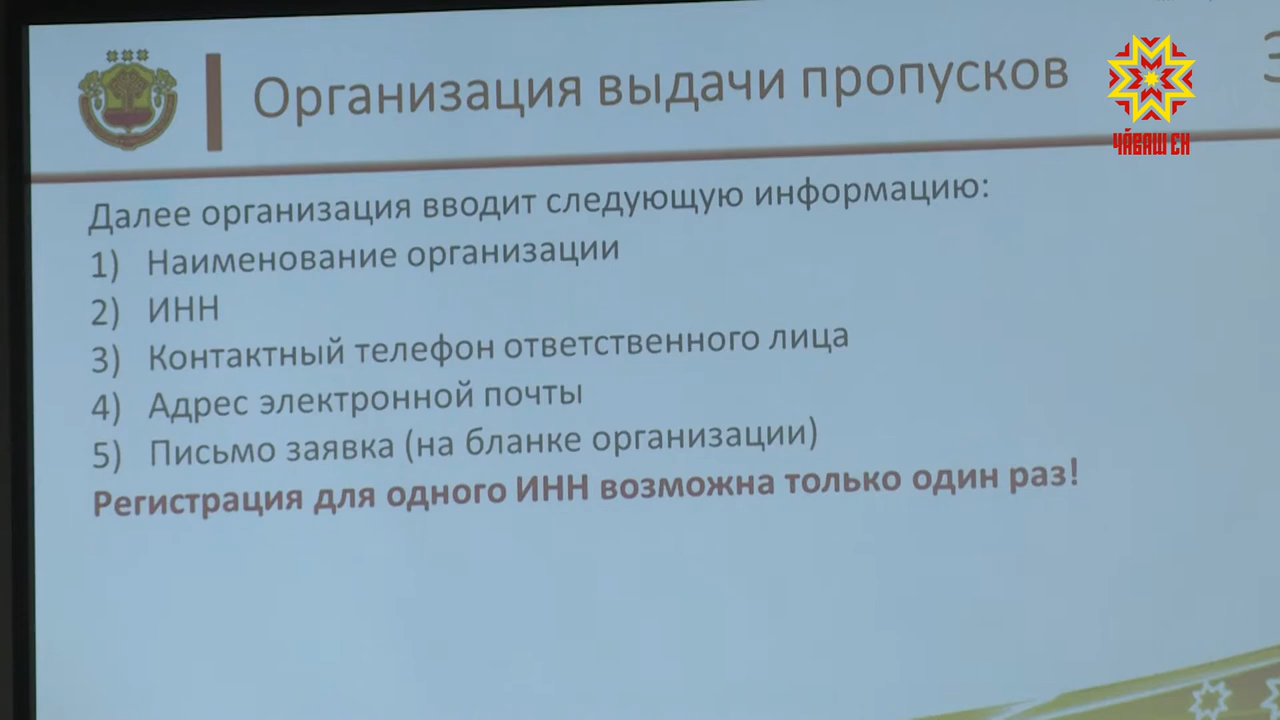 Организация выдачи пропусков
ЧӐВАШ ЕН
Далее организация вводит следующую информацию:
1) Наименование организации
2) ИНН
3) Контактный телефон ответственного лица
4) Адрес электронной почты
5) Письмо заявка (на бланке организации)
Регистрация для одного ИНН возможна только один раз!